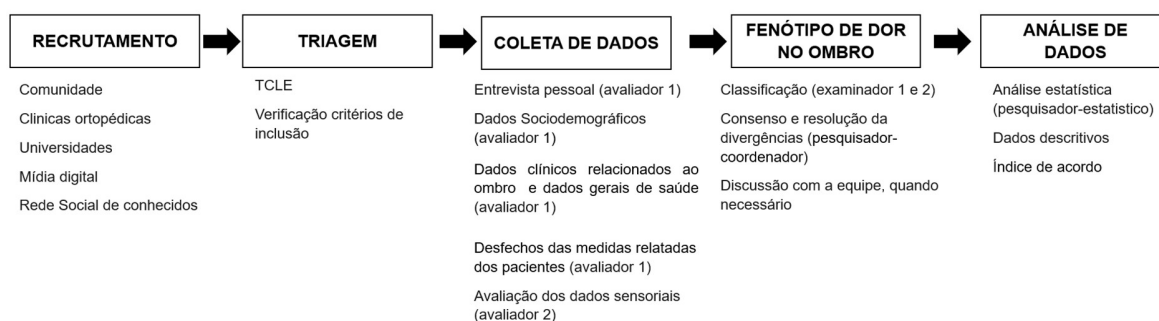 RECRUTAMENTO
Comunidade
Clinicas ortopédicas
Universidades
Mídia digital
Rede Social de conhecidos
TRIAGEM
TCLE
Verificação critérios de
inclusão
COLETA DE DADOS
Entrevista pessoal (avaliador 1)
Dados Sociodemográficos
(avaliador 1)
Dados clínicos relacionados ao
ombro e dados gerais de saúde
(avaliador 1)
Desfechos das medidas relatadas
dos pacientes (avaliador 1)
Avaliação dos dados sensoriais
(avaliador 2)
FENÓTIPO DE DOR
NO OMBRO
Classificação (examinador 1 e 2)
Consenso e resolução da
divergências (pesquisador-
coordenador)
Discussão com a equipe, quando
necessário
ANÁLISE DE
DADOS
Análise estatística
(pesquisador-estatistico)
Dados descritivos
Índice de acordo